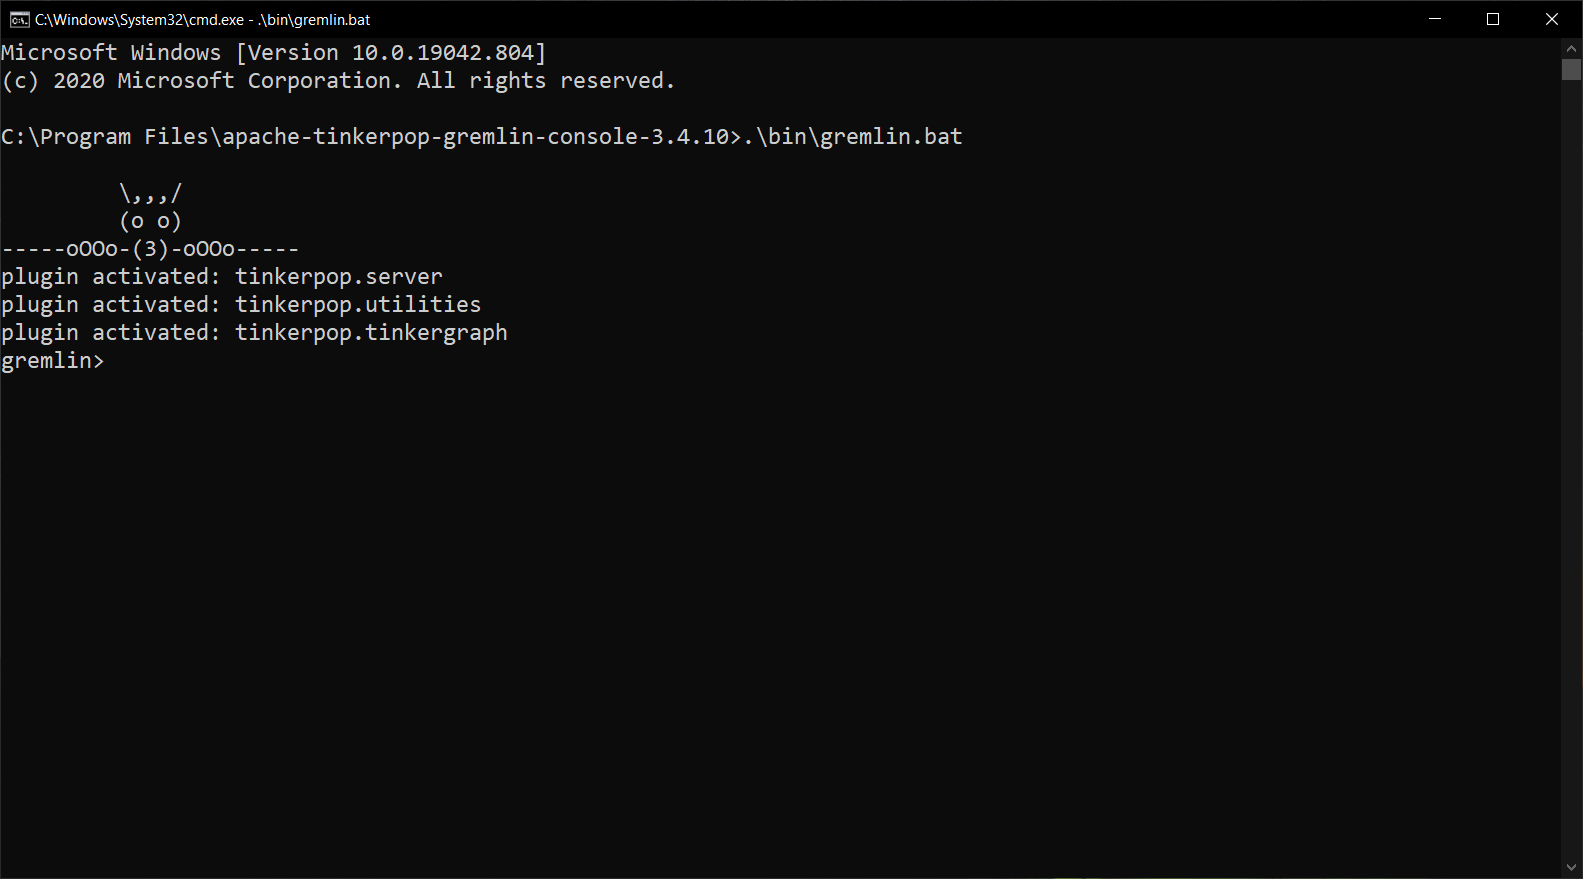 C:\Windows\System32\cmd.exe - .\bin\gremlin.bat
Microsoft Windows [Version 10.0.19042.804]
(c) 2020 Microsoft Corporation. All rights reserved.
C:\Program Files\apache-tinkerpop-gremlin-console-3.4.10>.\bin\gremlin.bat
         \,,,/
         (o o)
-----oOOo-(3)-oOOo-----
plugin activated: tinkerpop.server
plugin activated: tinkerpop.utilities
plugin activated: tinkerpop.tinkergraph
gremlin>